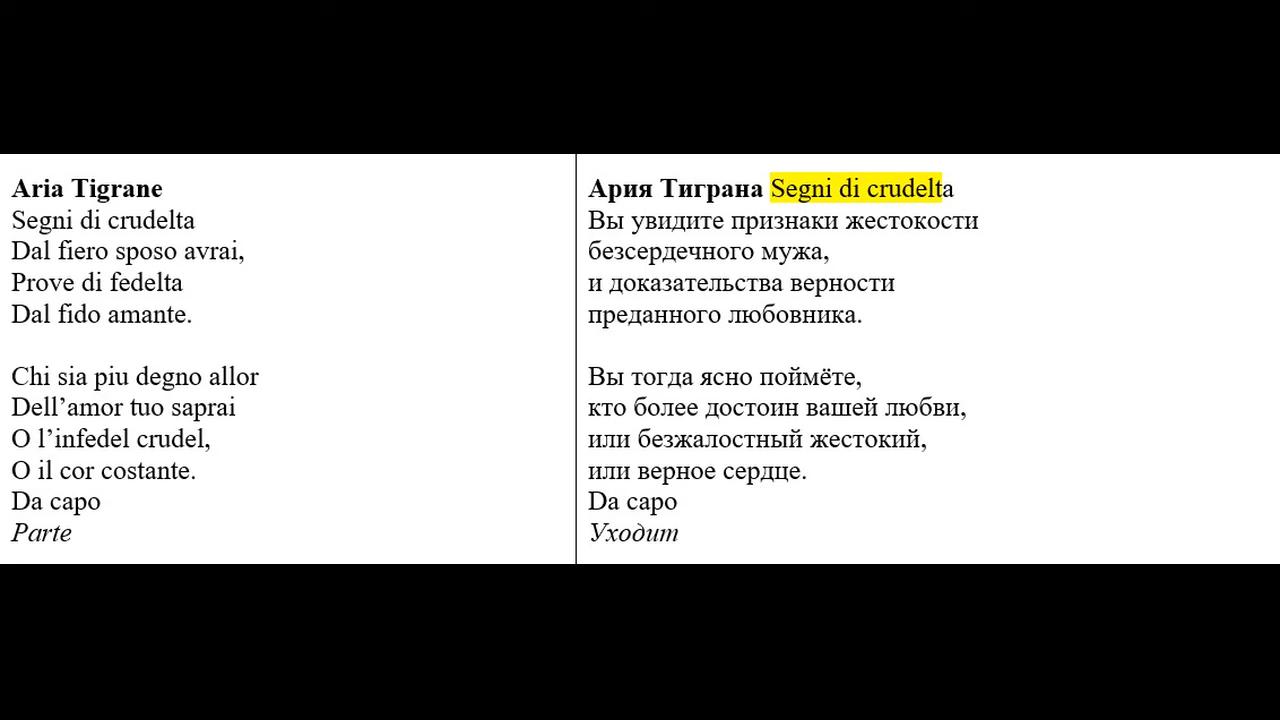 Aria Tigrane
Segni di crudelta
Dal fiero sposo avrai,
Prove di fedelta
Dal fido amante.
Chi sia piu degno allor
Dell’amor tuo saprai
O l’infedel crudel,
O il cor costante.
Da capo
Parte
Ария Тиграна Segni di crudelta
Вы увидите признаки жестокости
безсердечного мужа,
и доказательства верности
преданного любовника.
Вы тогда ясно поймёте,
кто более достоин вашей любви,
или безжалостный жестокий,
или верное сердце.
Da capo
Уходит